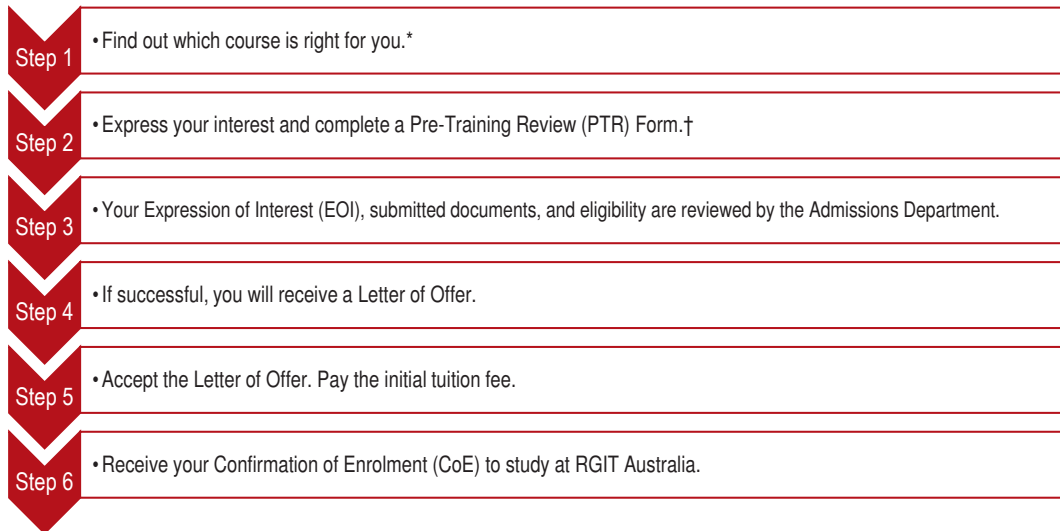 Step 1
• Find out which course is right for you.*
Step 2
• Express your interest and complete a Pre-Training Review (PTR) Form.†
Step 3
• Your Expression of Interest (EOI), submitted documents, and eligibility are reviewed by the Admissions Department.
Step 4
• If successful, you will receive a Letter of Offer.
Step 5
• Accept the Letter of Offer. Pay the initial tuition fee.
Step 6
• Receive your Confirmation of Enrolment (CoE) to study at RGIT Australia.